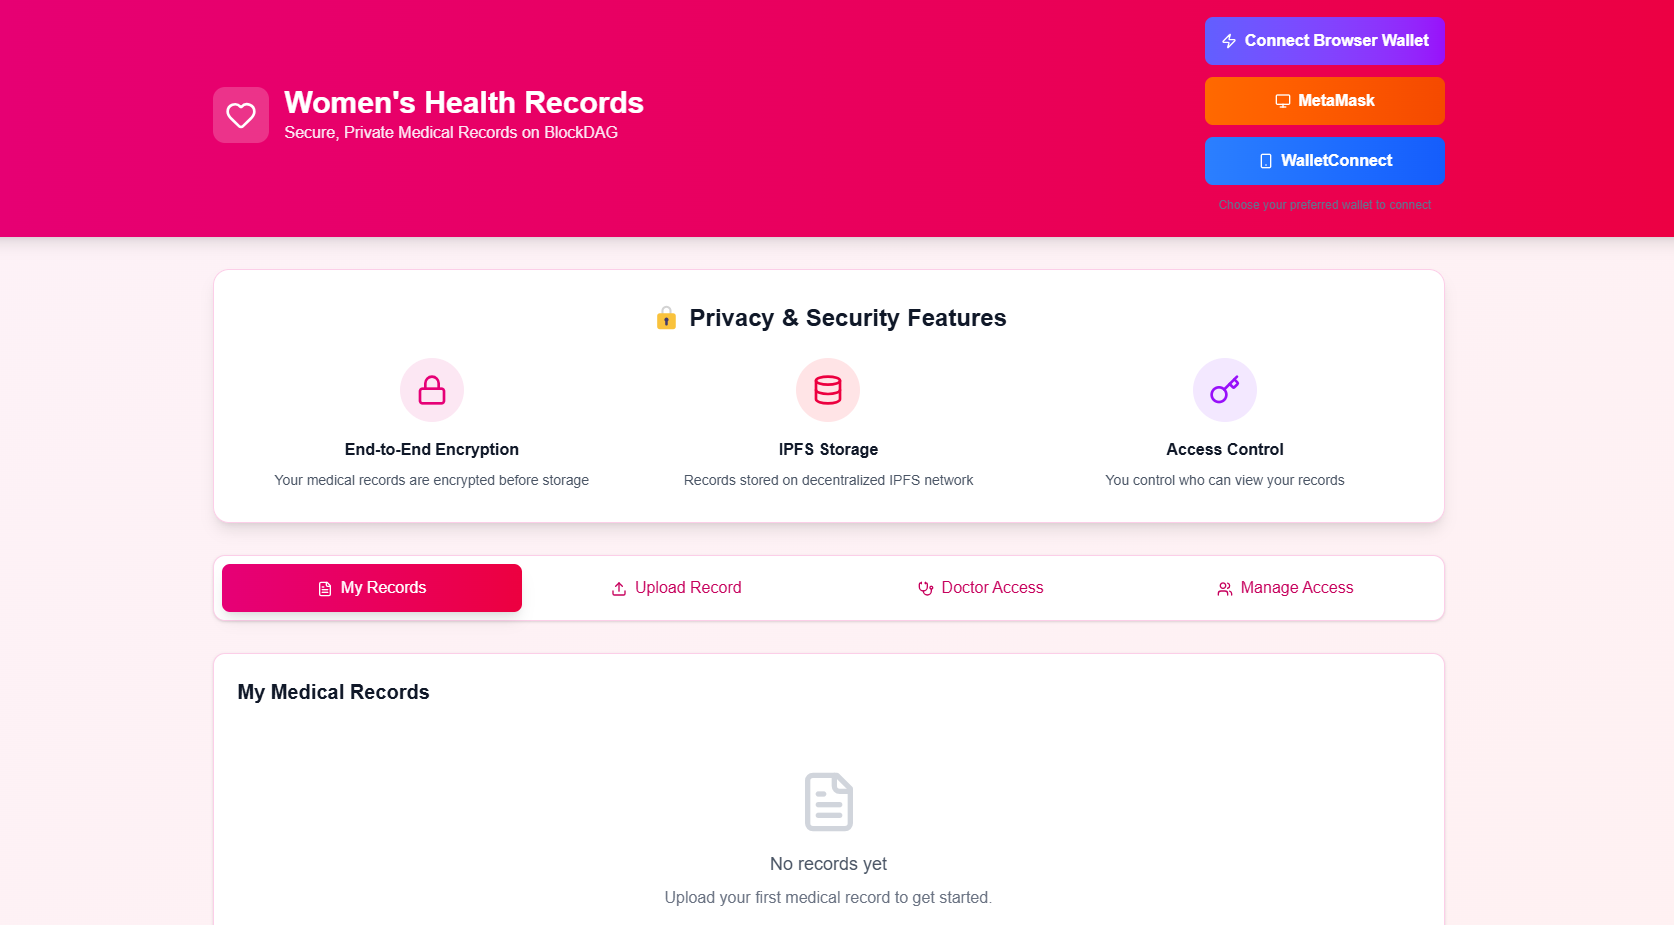 Women's Health Records
Secure, Private Medical Records on BlockDAG
Connect Browser Wallet
MetaMask
WalletConnect
Choose your preferred wallet to connect
Privacy & Security Features
End-to-End Encryption
Your medical records are encrypted before storage
IPFS Storage
Records stored on decentralized IPFS network
Access Control
You control who can view your records
My Records
Upload Record
Doctor Access
Manage Access
My Medical Records
No records yet
Upload your first medical record to get started.